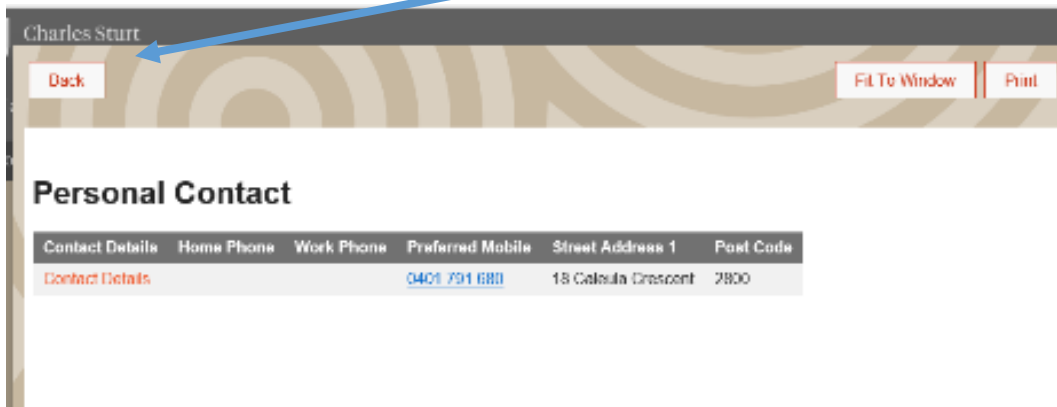 Charles Sturt
Back
Fit To Window
Print
Personal Contact
Contact Details Home Phone Work Phone Preferred Mobile Street Address 1 Post Code
Contact Details 0401 791 680 18 Crescent 2800